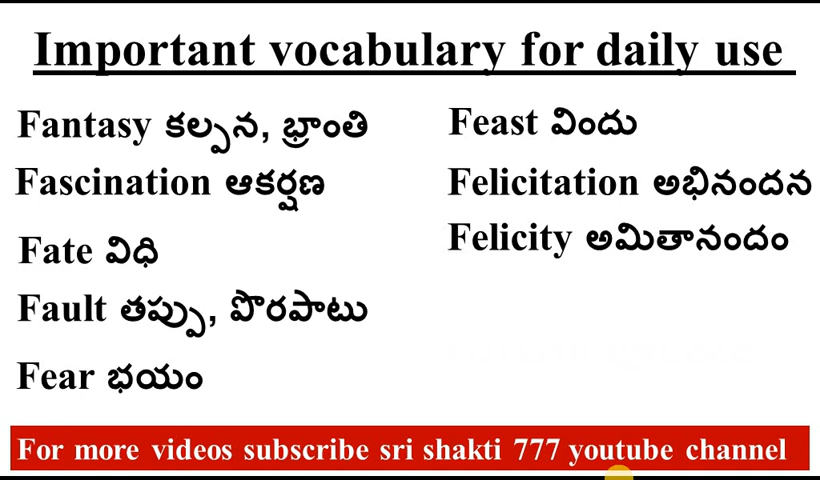 Important vocabulary for daily use
Fantasy కల్పన, భ్రాంతి
Fascination ఆకర్షణ
Fate విధి
Fault తప్పు, పొరపాటు
Fear భయం
Feast విందు
Felicitation అభినందన
Felicity అమితానందం
For more videos subscribe sri shakti 777 youtube channel